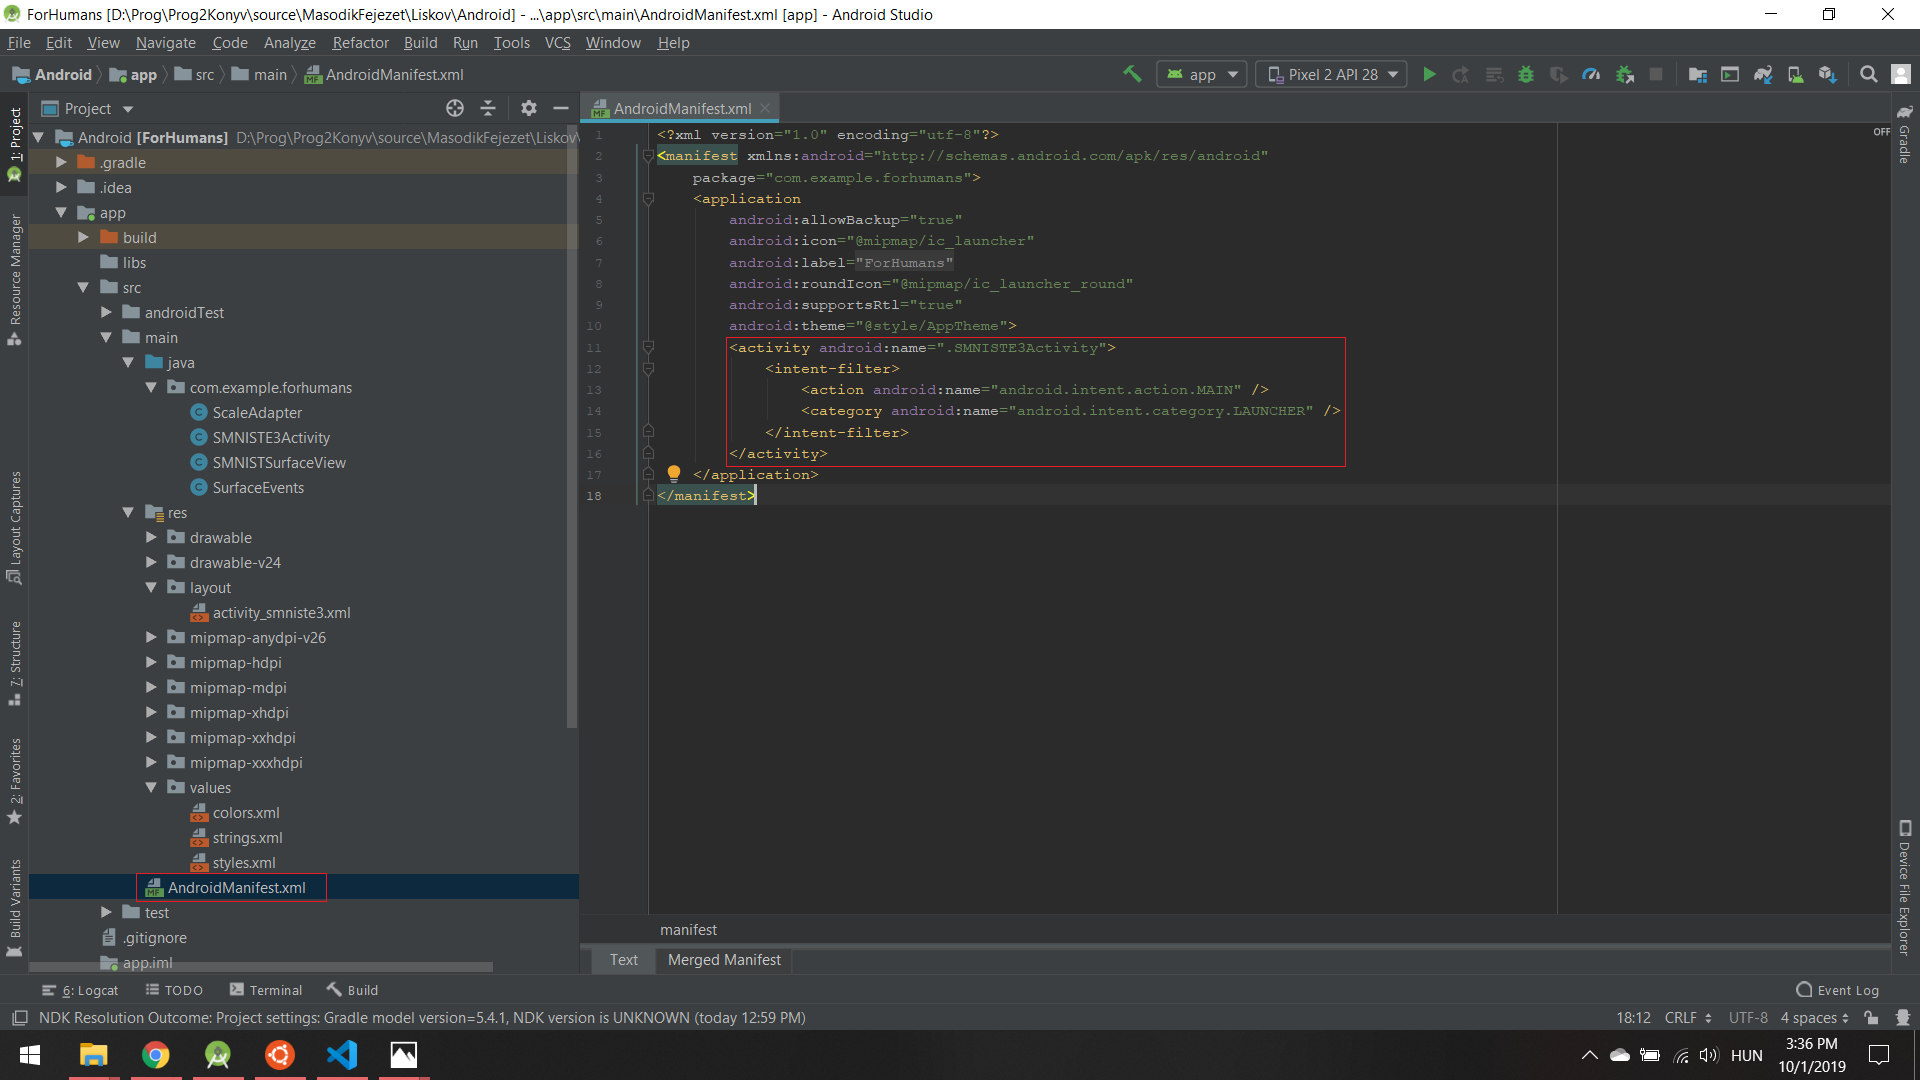 ForHumans [D:\Prog\Prog2Konyv\source\MasodikFejezet\Liskov\Android] - ...\app\src\main\AndroidManifest.xml [app] - Android Studio
File Edit View Navigate Code Analyze Refactor Build Run Tools VCS Window Help
Android app src main AndroidManifest.xml app Pixel 2 API 28
Project
AndroidManifest.xml
1: Project
Resource Manager
Layout Captures
7: Structure
2: Favorites
Build Variants
Android [ForHumans] D:\Prog\Prog2Konyv\source\MasodikFejezet\Liskov\
.gradle
.idea
app
build
libs
src
androidTest
main
java
com.example.forhumans
ScaleAdapter
SMNISTE3Activity
SMNISTSurfaceView
SurfaceEvents
res
drawable
drawable-v24
layout
activity_smniste3.xml
mipmap-anydpi-v26
mipmap-hdpi
mipmap-mdpi
mipmap-xhdpi
mipmap-xxhdpi
mipmap-xxxhdpi
values
colors.xml
strings.xml
styles.xml
AndroidManifest.xml
test
.gitignore
app.iml
1 <?xml version="1.0" encoding="utf-8"?>
2 <manifest xmlns:android="http://schemas.android.com/apk/res/android"
3 package="com.example.forhumans">
4 <application
5 android:allowBackup="true"
6 android:icon="@mipmap/ic_launcher"
7 android:label="ForHumans"
8 android:roundIcon="@mipmap/ic_launcher_round"
9 android:supportsRtl="true"
10 android:theme="@style/AppTheme">
11 <activity android:name=".SMNISTE3Activity">
12 <intent-filter>
13 <action android:name="android.intent.action.MAIN" />
14 <category android:name="android.intent.category.LAUNCHER" />
15 </intent-filter>
16 </activity>
17 </application>
18 </manifest>
OFF
Gradle
Device File Explorer
manifest
Text Merged Manifest
6: Logcat TODO Terminal Build Event Log
NDK Resolution Outcome: Project settings: Gradle model version=5.4.1, NDK version is UNKNOWN (today 12:59 PM) 18:12 CRLF UTF-8 4 spaces
HUN
3:36 PM
10/1/2019